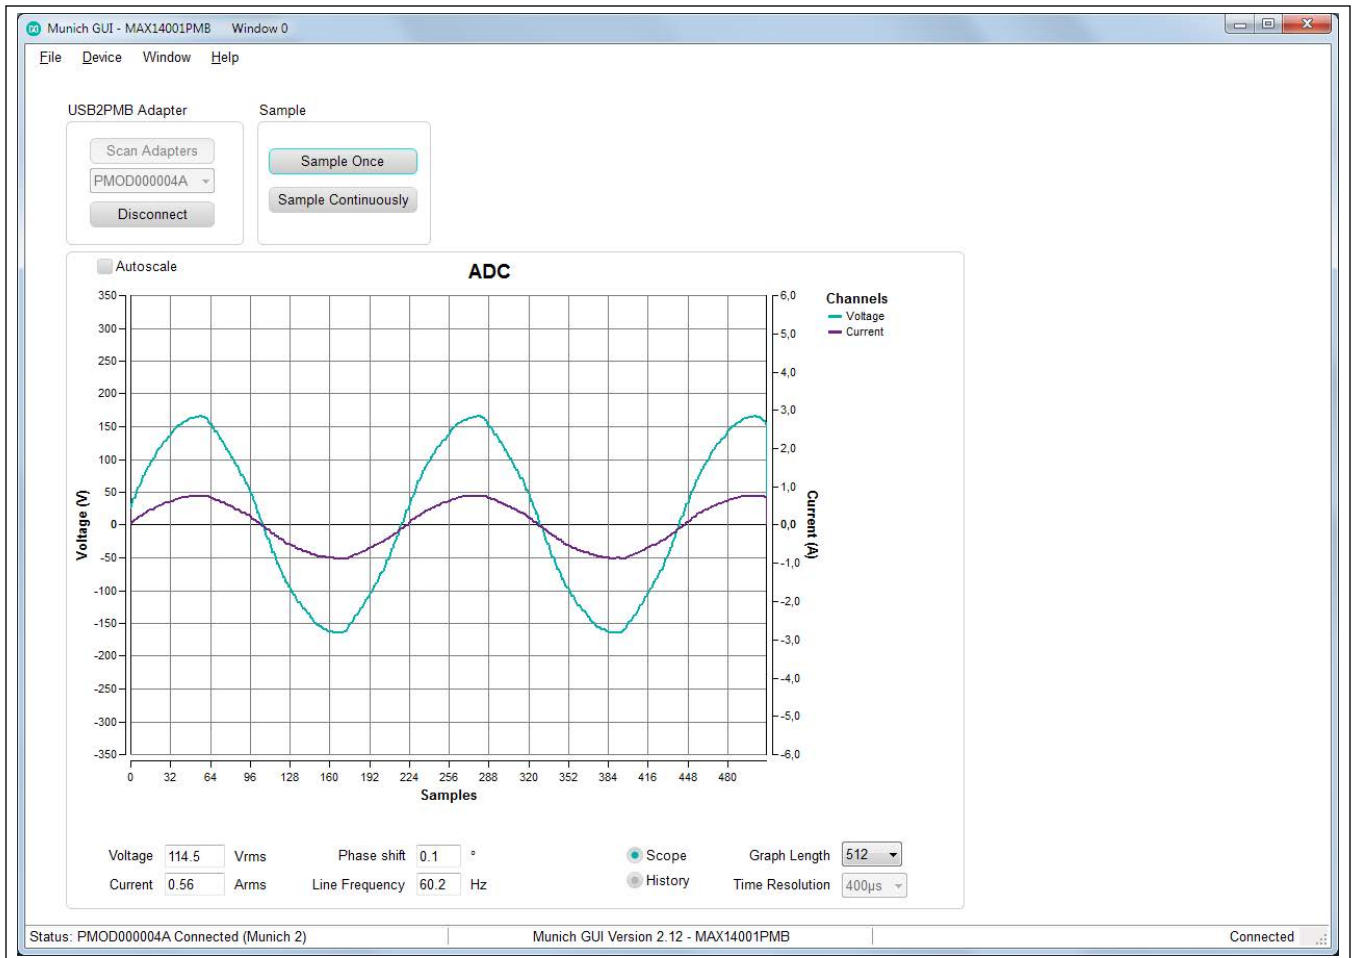 Munich GUI - MAX14001PMB Window 0
File Device Window Help
USB2PMB Adapter
Scan Adapters
PMOD000004A
Disconnect
Sample
Sample Once
Sample Continuously
Autoscale
ADC
Voltage (V)
350
300
250
200
150
100
50
0
-50
-100
-150
-200
-250
-300
-350
6,0
5,0
4,0
3,0
2,0
1,0
0,0
-1,0
-2,0
-3,0
-4,0
-5,0
-6,0
Current (A)
Channels
Voltage
Current
0 32 64 96 128 160 192 224 256 288 320 352 384 416 448 480
Samples
Voltage 114.5 Vrms Phase shift 0.1 ° Scope Graph Length 512
Current 0.56 Arms Line Frequency 60.2 Hz History Time Resolution 400µs
Status: PMOD000004A Connected (Munich 2) Munich GUI Version 2.12 - MAX14001PMB Connected